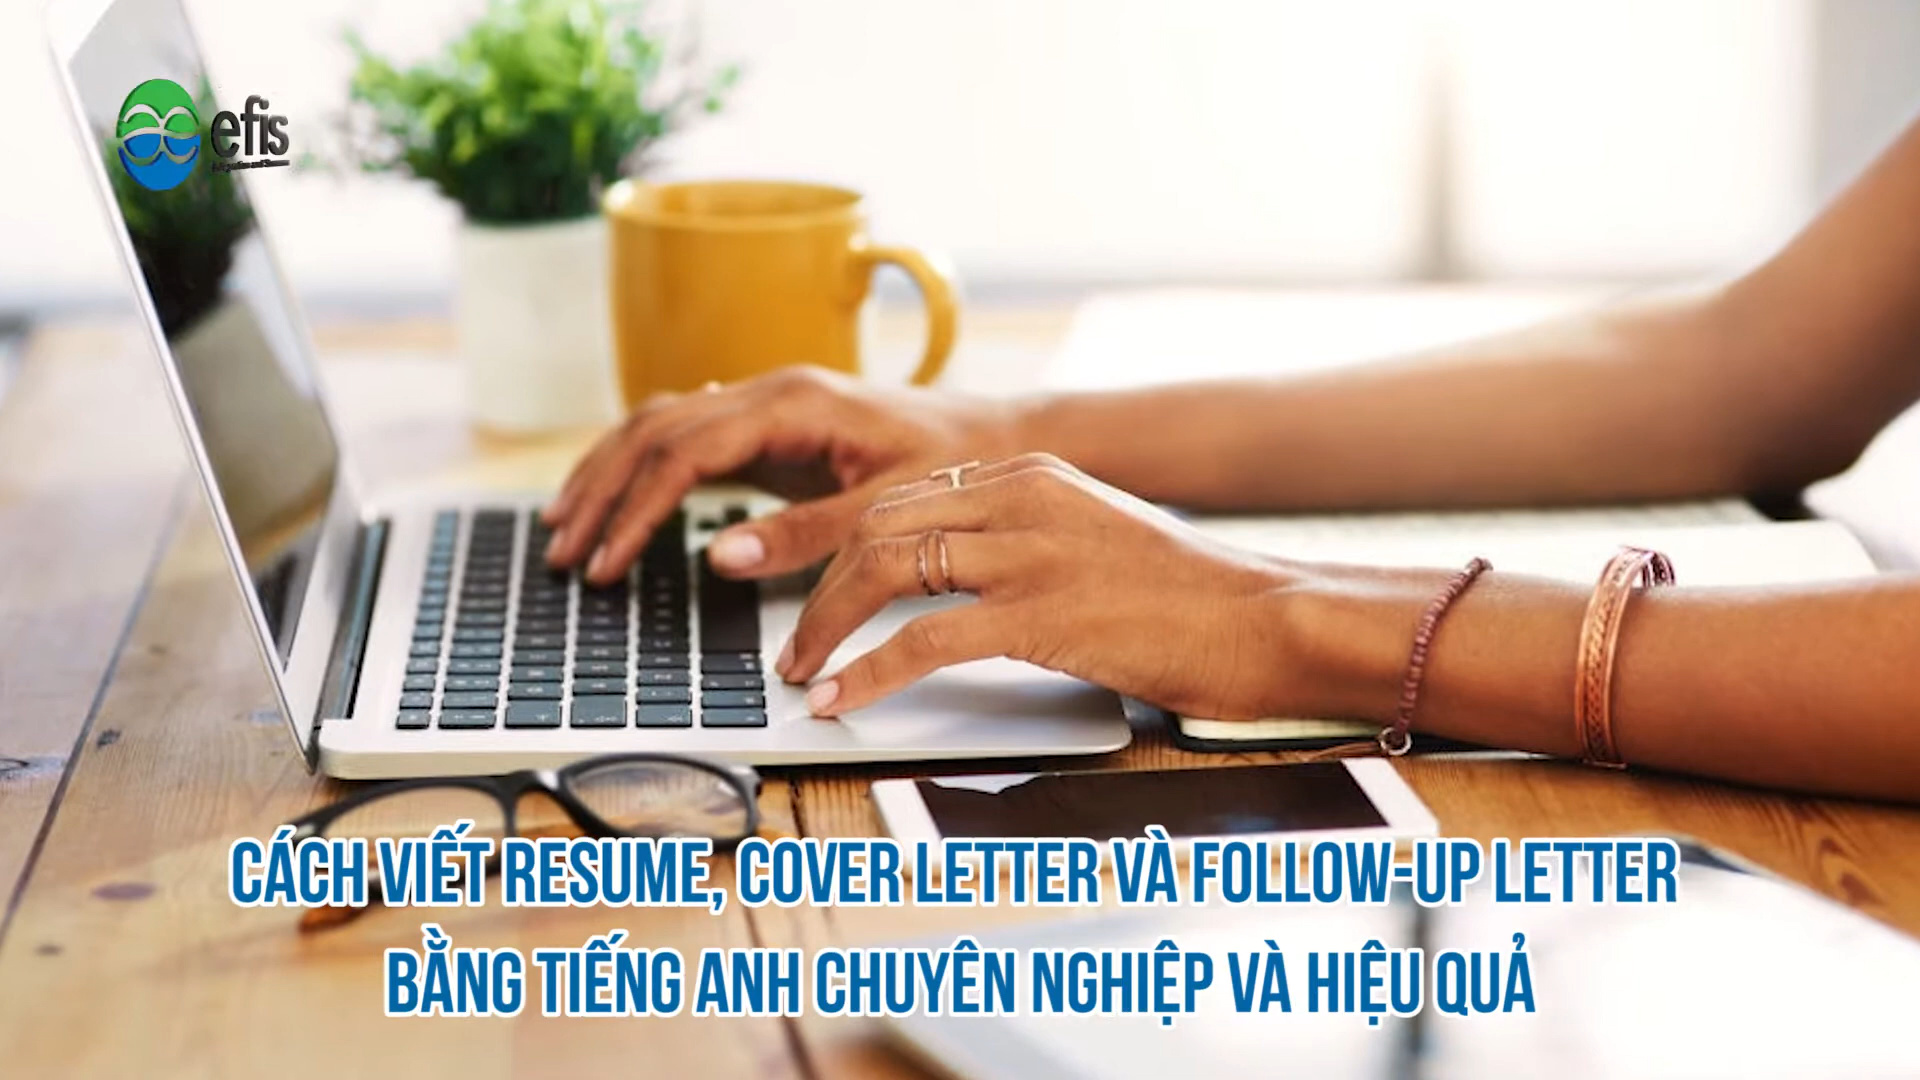 efis
CÁCH VIẾT RESUME, COVER LETTER VÀ FOLLOW-UP LETTER
BẰNG TIẾNG ANH CHUYÊN NGHIỆP VÀ HIỆU QUẢ